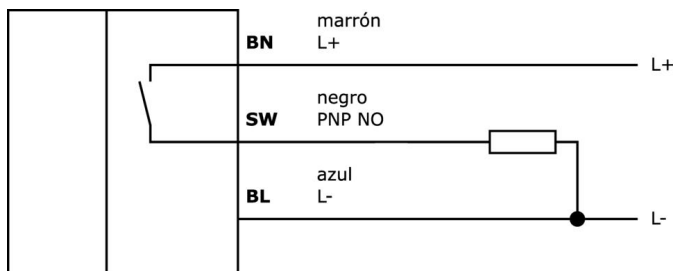 marrón
BN L+
L+
negro
SW PNP NO
azul
BL L-
L-